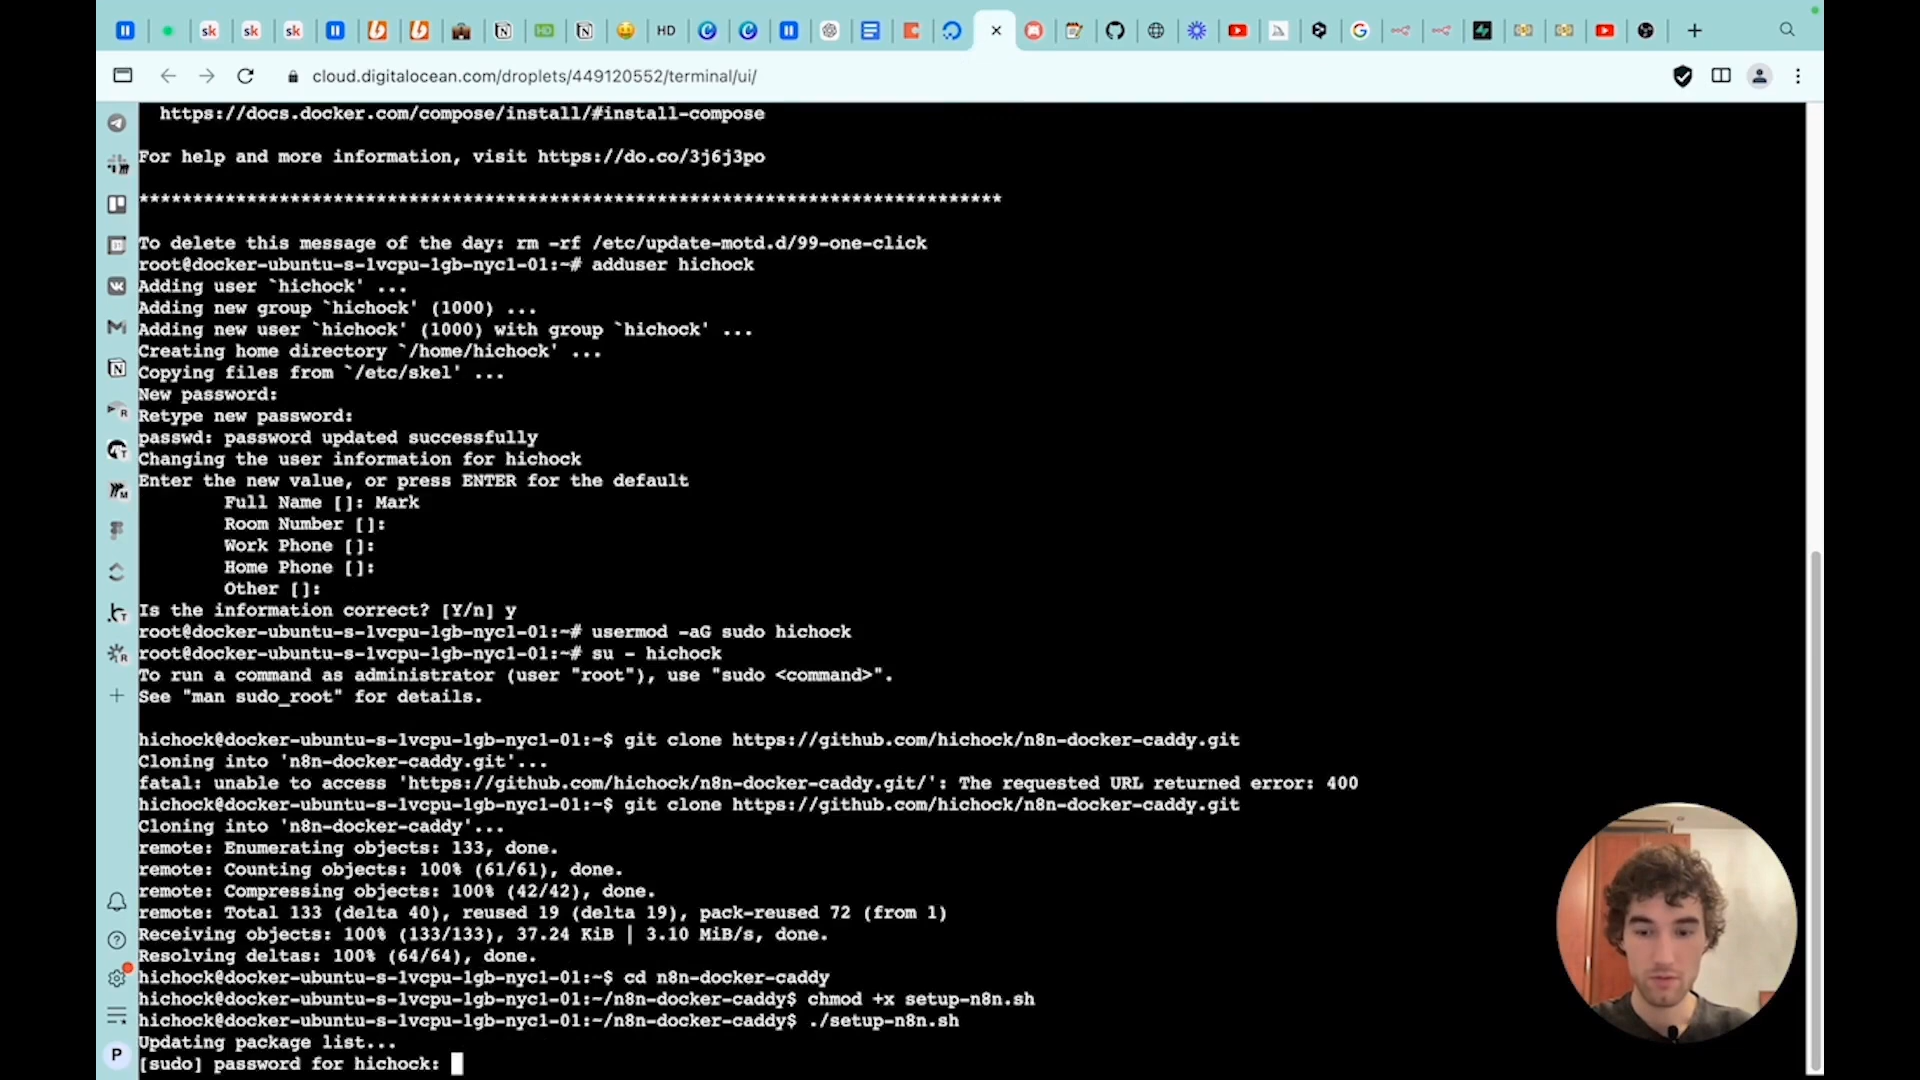 HD
cloud.digitalocean.com/droplets/449120552/terminal/ui/
https://docs.docker.com/compose/install/#install-compose
For help and more information, visit https://do.co/3j6j3po
********************************************************************************
To delete this message of the day: rm -rf /etc/update-motd.d/99-one-click
root@docker-ubuntu-s-1vcpu-1gb-nyc1-01:~# adduser hichock
Adding user `hichock' ...
Adding new group `hichock' (1000) ...
Adding new user `hichock' (1000) with group `hichock' ...
Creating home directory `/home/hichock' ...
Copying files from `/etc/skel' ...
New password:
Retype new password:
passwd: password updated successfully
Changing the user information for hichock
Enter the new value, or press ENTER for the default
Full Name []: Mark
Room Number []:
Work Phone []:
Home Phone []:
Other []:
Is the information correct? [Y/n] y
root@docker-ubuntu-s-1vcpu-1gb-nyc1-01:~# usermod -aG sudo hichock
root@docker-ubuntu-s-1vcpu-1gb-nyc1-01:~# su - hichock
To run a command as administrator (user "root"), use "sudo <command>".
See "man sudo_root" for details.
hichock@docker-ubuntu-s-1vcpu-1gb-nyc1-01:~$ git clone https://github.com/hichock/n8n-docker-caddy.git
Cloning into 'n8n-docker-caddy.git'...
fatal: unable to access 'https://github.com/hichock/n8n-docker-caddy.git/': The requested URL returned error: 400
hichock@docker-ubuntu-s-1vcpu-1gb-nyc1-01:~$ git clone https://github.com/hichock/n8n-docker-caddy.git
Cloning into 'n8n-docker-caddy'...
remote: Enumerating objects: 133, done.
remote: Counting objects: 100% (61/61), done.
remote: Compressing objects: 100% (42/42), done.
remote: Total 133 (delta 40), reused 19 (delta 19), pack-reused 72 (from 1)
Receiving objects: 100% (133/133), 37.24 KiB | 3.10 MiB/s, done.
Resolving deltas: 100% (64/64), done.
hichock@docker-ubuntu-s-1vcpu-1gb-nyc1-01:~$ cd n8n-docker-caddy
hichock@docker-ubuntu-s-1vcpu-1gb-nyc1-01:~/n8n-docker-caddy$ chmod +x setup-n8n.sh
hichock@docker-ubuntu-s-1vcpu-1gb-nyc1-01:~/n8n-docker-caddy$ ./setup-n8n.sh
Updating package list...
[sudo] password for hichock: